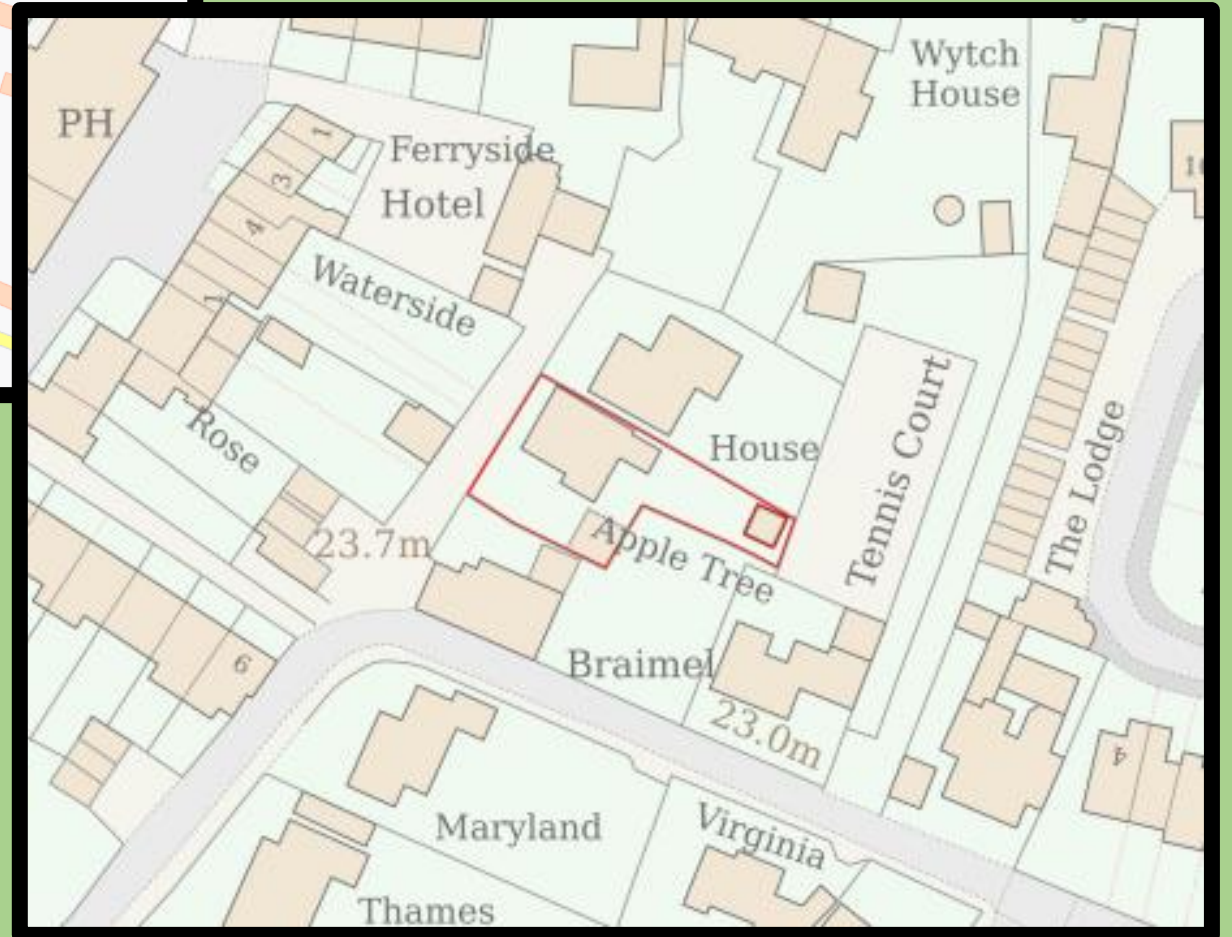 Wytch
House
PH
1
Ferryside
3
Hotel
4
Waterside
1
House
Tennis Court
The Lodge
Rose
23.7m
Apple Tree
6
Braimel
23.0m
4
Maryland
Virginia
Thames